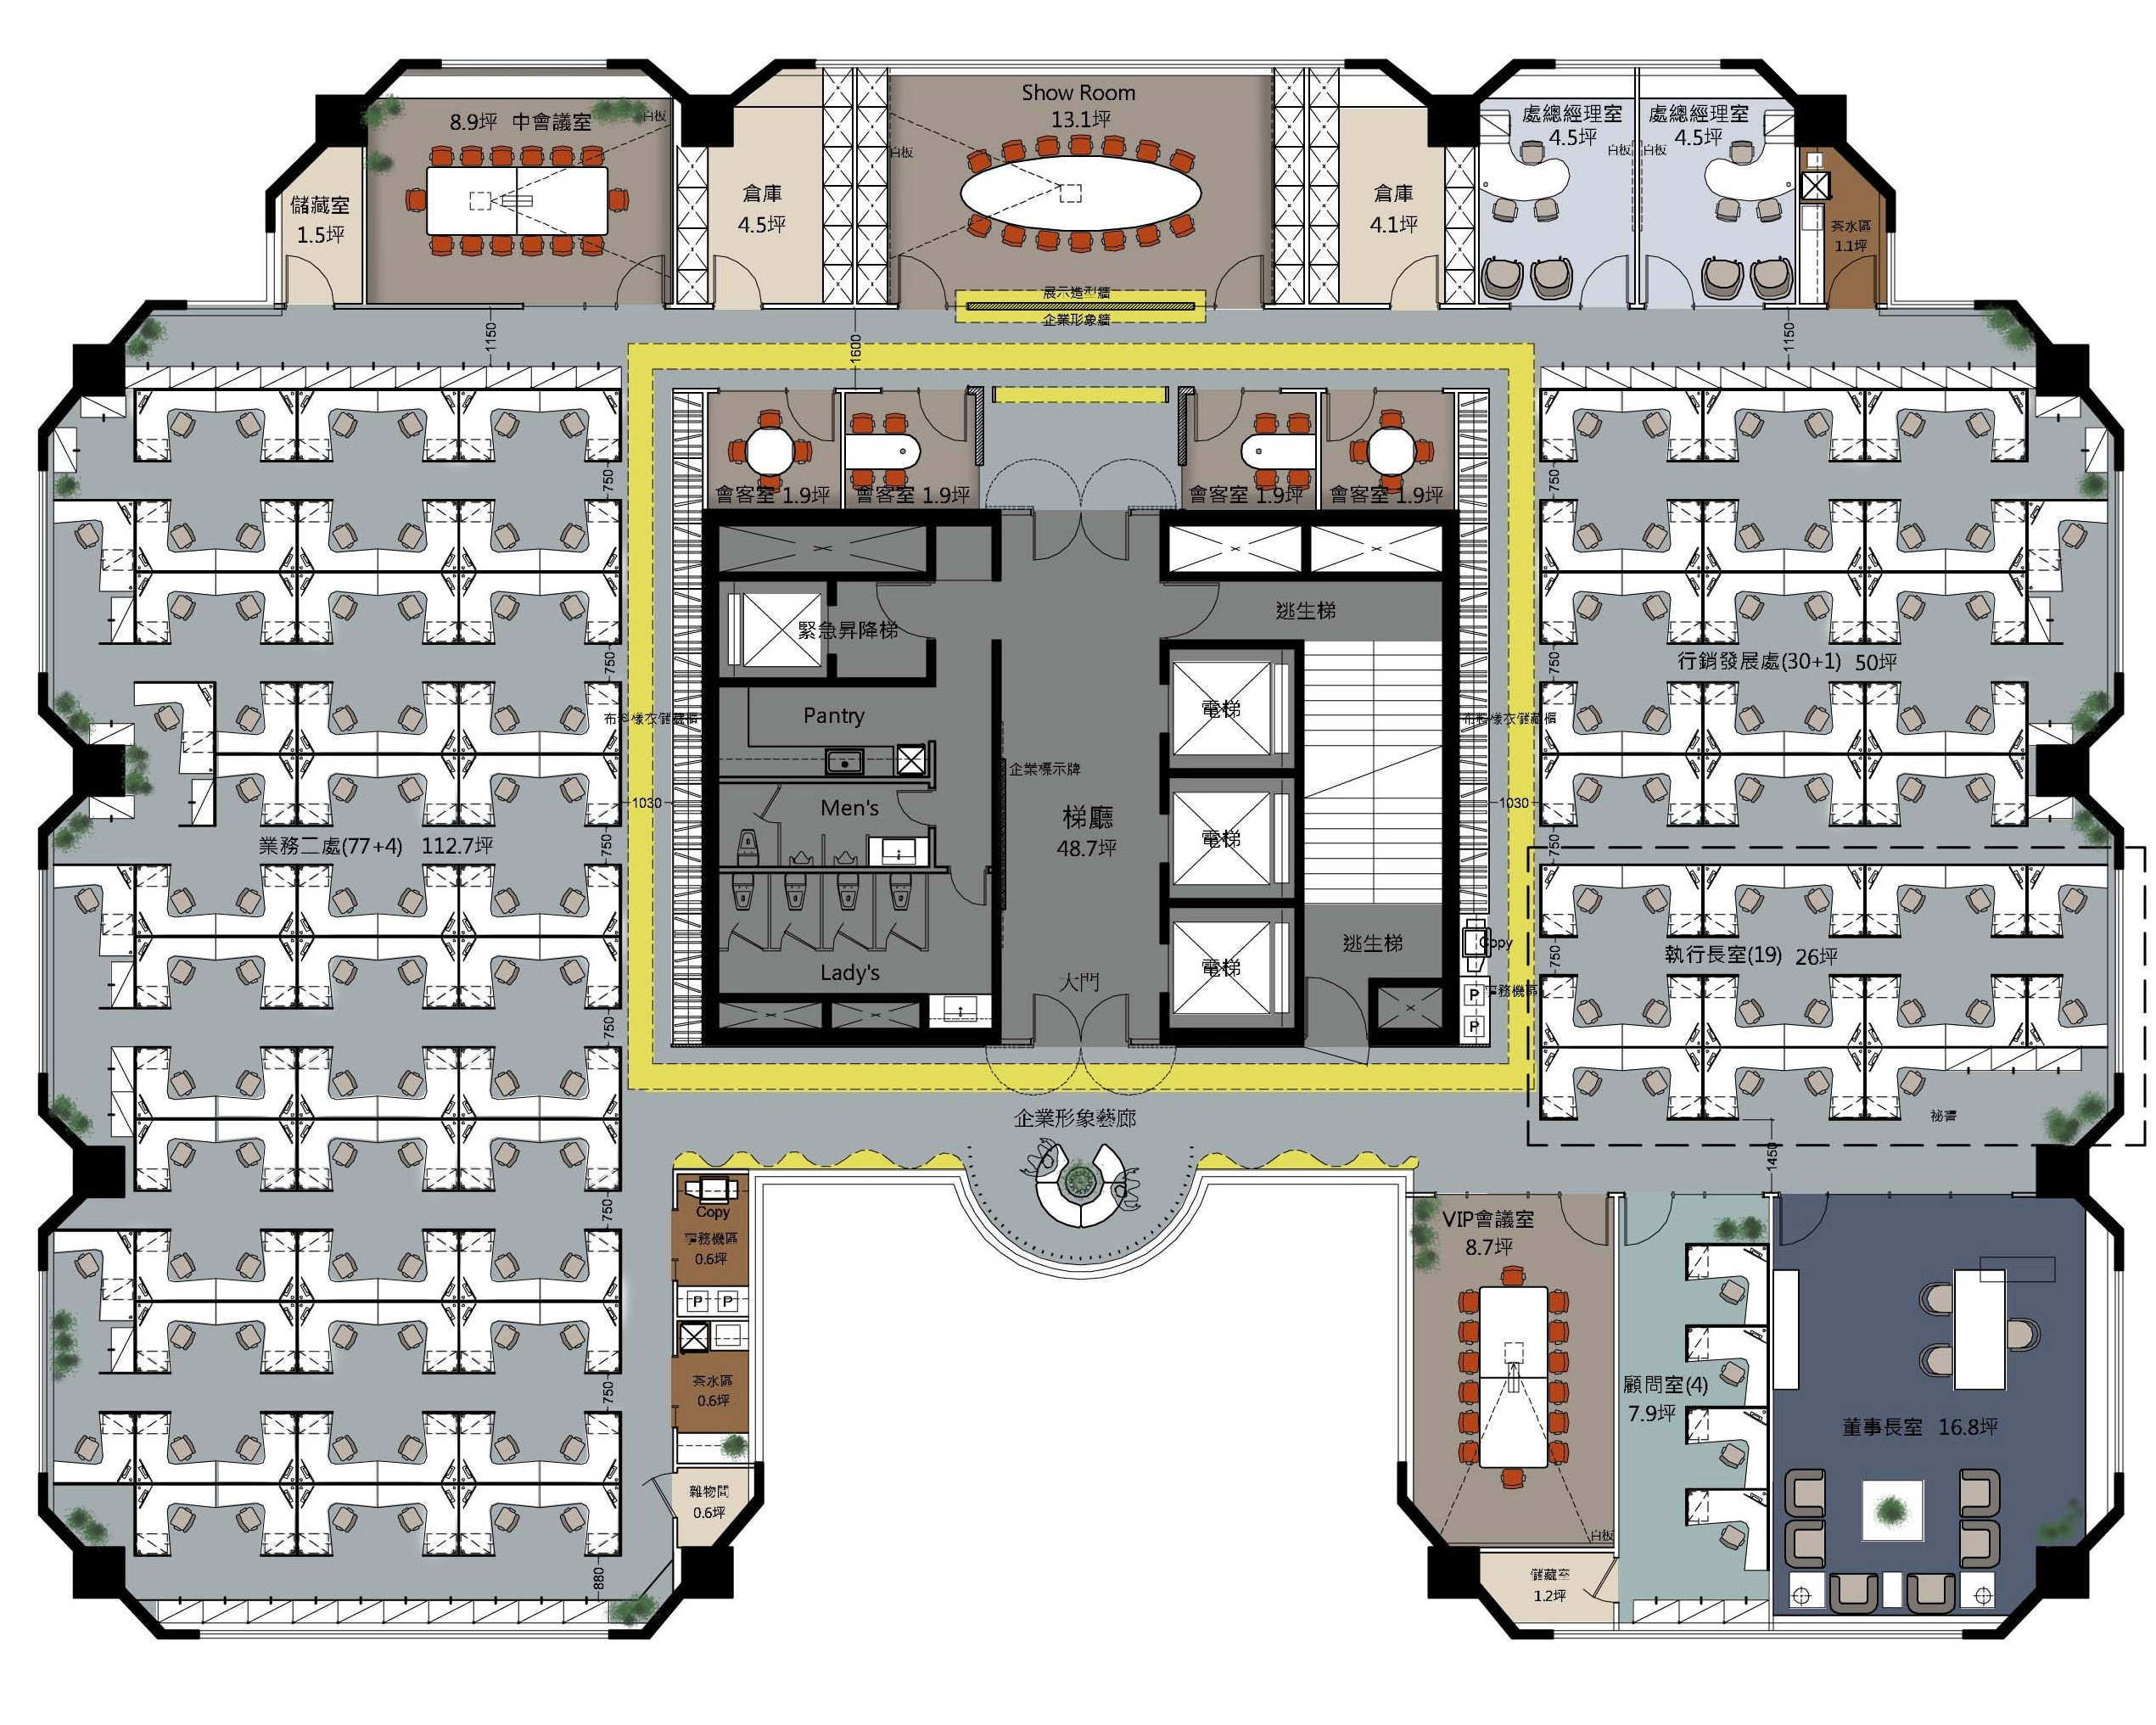 Show Room
13.1坪
8.9坪 中會議室
白板
處總經理室
4.5坪
處總經理室
4.5坪
白板
白板
白板
儲藏室
1.5坪
倉庫
4.5坪
倉庫
4.1坪
茶水區
1.1坪
展示造型牆
企業形象牆
1150
1600
1150
會客室 1.9坪
會客室 1.9坪
會客室 1.9坪
會客室 1.9坪
750
750
緊急昇降梯
逃生梯
750
750
行銷發展處(30+1) 50坪
Pantry
電梯
布料樣衣儲藏櫃
布料樣衣儲藏櫃
企業標示牌
1030
1030
Men's
梯廳
48.7坪
電梯
業務二處(77+4) 112.7坪
750
750
Lady's
電梯
逃生梯
Copy
執行長室(19) 26坪
750
大門
P
事務機區
P
750
企業形象藝廊
祕書
1450
750
Copy
事務機區
0.6坪
P
P
VIP會議室
8.7坪
茶水區
0.6坪
750
顧問室(4)
7.9坪
董事長室 16.8坪
雜物間
0.6坪
白板
880
儲藏室
1.2坪